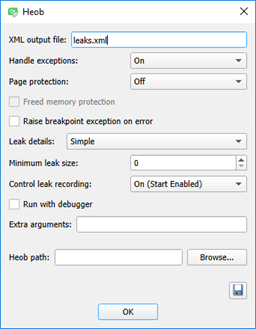 Heob
XML output file: leaks.xml
Handle exceptions: On
Page protection: Off
Freed memory protection
Raise breakpoint exception on error
Leak details: Simple
Minimum leak size: 0
Control leak recording: On (Start Enabled)
Run with debugger
Extra arguments:
Heob path: Browse...
OK